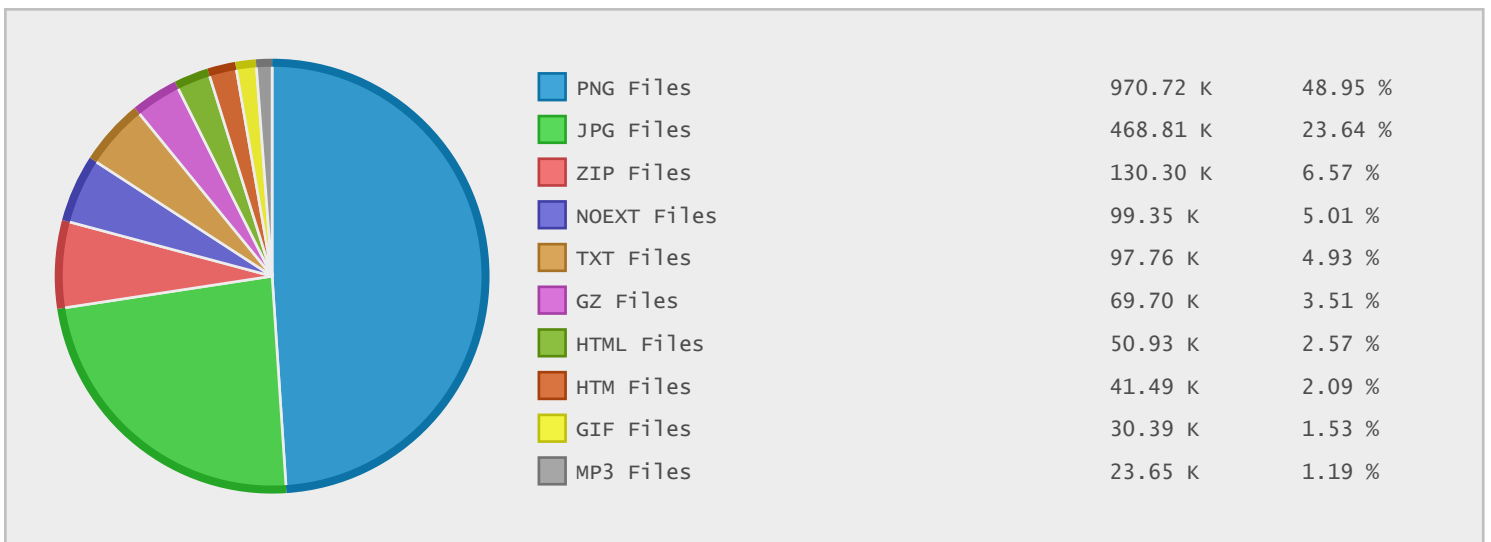 PNG Files 970.72 K 48.95 %
JPG Files 468.81 K 23.64 %
ZIP Files 130.30 K 6.57 %
NOEXT Files 99.35 K 5.01 %
TXT Files 97.76 K 4.93 %
GZ Files 69.70 K 3.51 %
HTML Files 50.93 K 2.57 %
HTM Files 41.49 K 2.09 %
GIF Files 30.39 K 1.53 %
MP3 Files 23.65 K 1.19 %